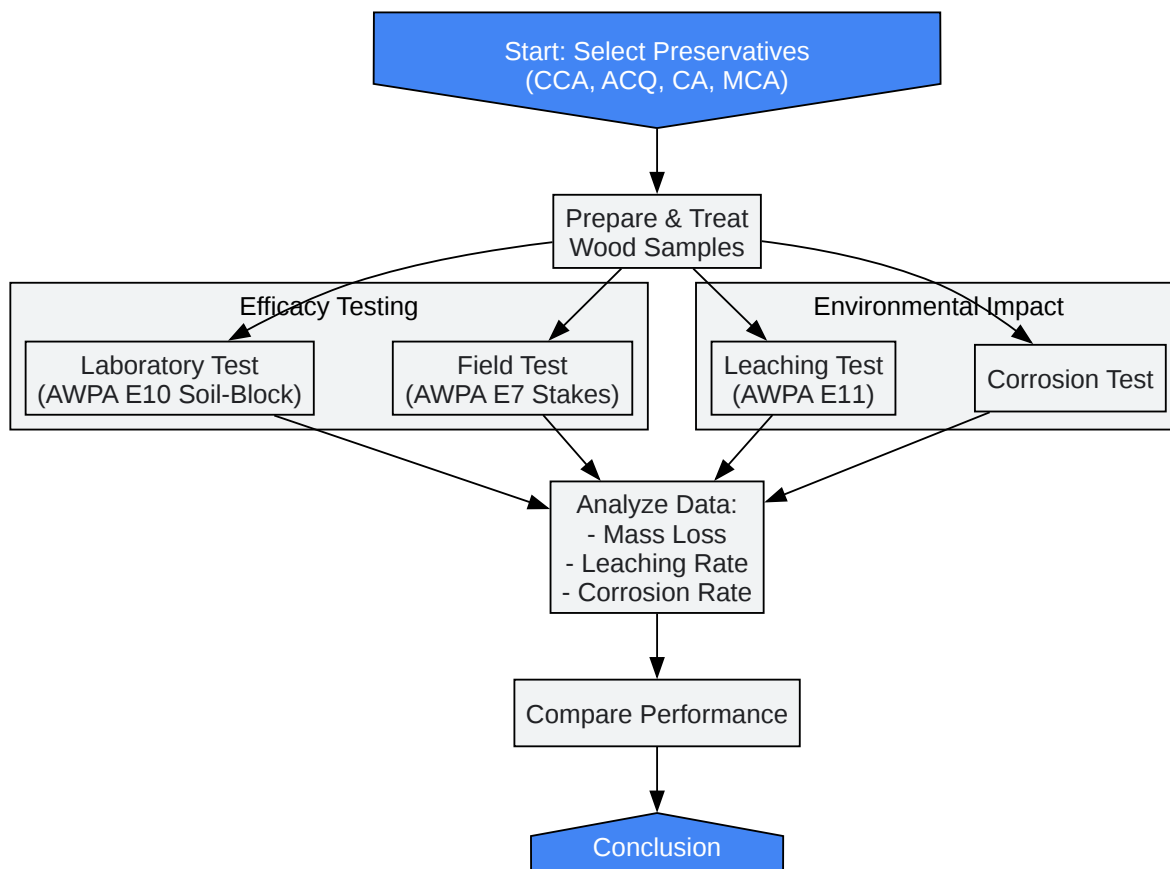 Start: Select Preservatives
(CCA, ACQ, CA, MCA)
Prepare & Treat
Wood Samples
Efficacy Testing
Environmental Impact
Laboratory Test
(AWPA E10 Soil-Block)
Field Test
(AWPA E7 Stakes)
Leaching Test
(AWPA E11)
Corrosion Test
Analyze Data:
- Mass Loss
- Leaching Rate
- Corrosion Rate
Compare Performance
Conclusion